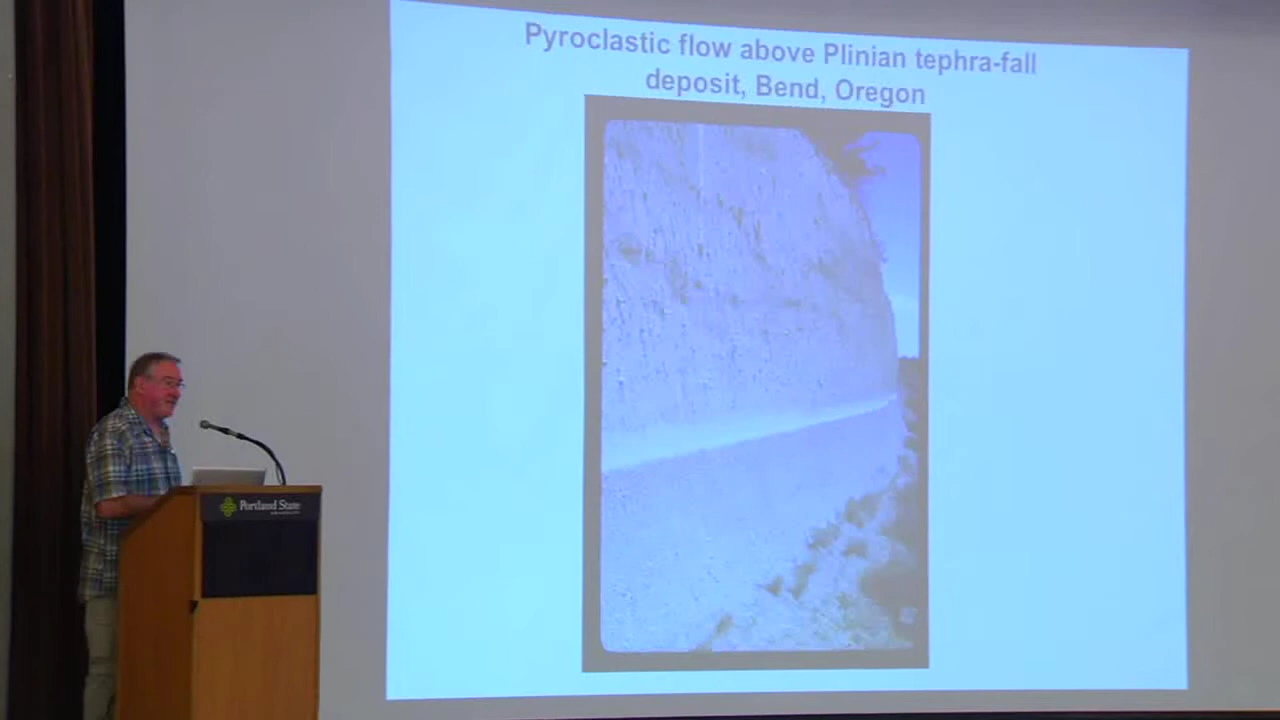 Pyroclastic flow above Plinian tephra-fall
deposit, Bend, Oregon
Portland State